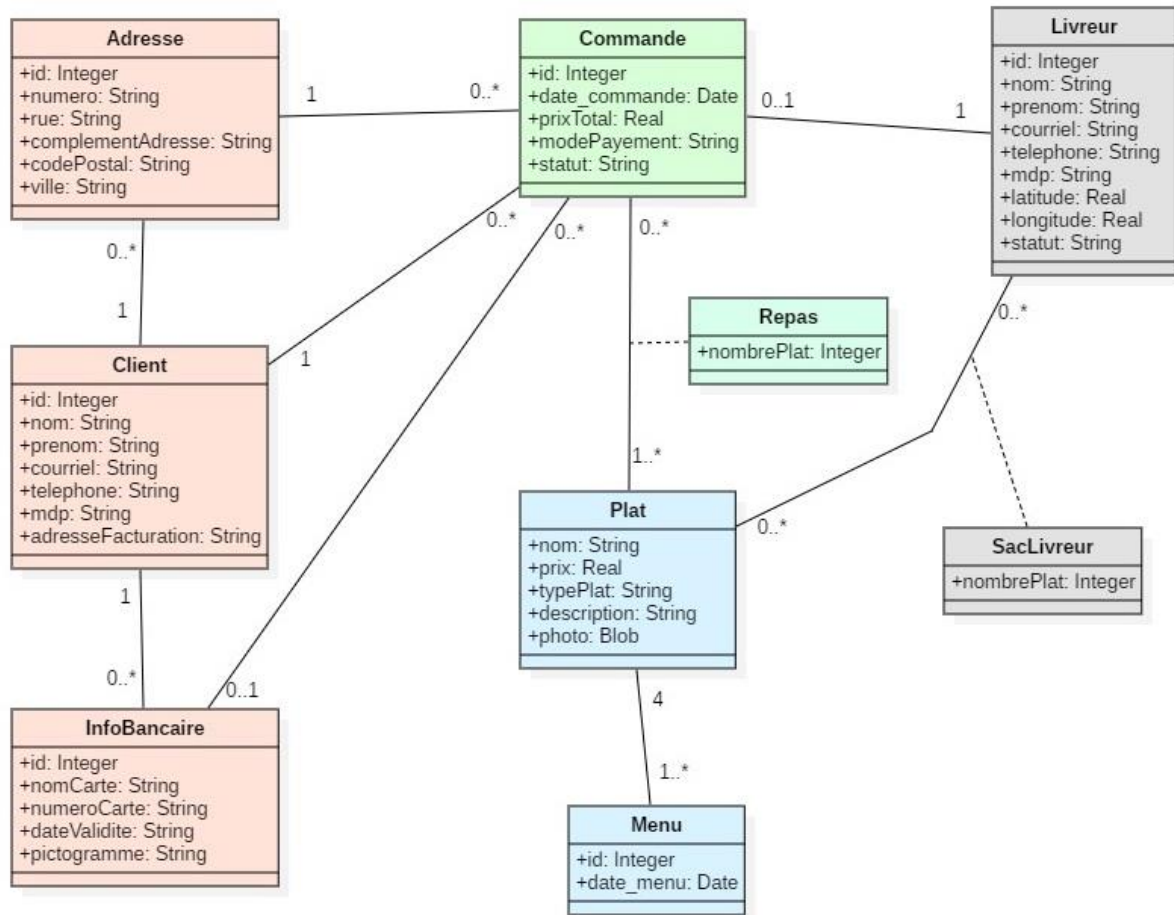 Adresse
+id: Integer
+numero: String
+rue: String
+complementAdresse: String
+codePostal: String
+ville: String
1
0..*
Commande
+id: Integer
+date_commande: Date
+prixTotal: Real
+modePayement: String
+statut: String
0..1
1
Livreur
+id: Integer
+nom: String
+prenom: String
+courriel: String
+telephone: String
+mdp: String
+latitude: Real
+longitude: Real
+statut: String
0..*
1
0..*
0..*
0..*
1
0..*
Repas
+nombrePlat: Integer
Client
+id: Integer
+nom: String
+prenom: String
+courriel: String
+telephone: String
+mdp: String
+adresseFacturation: String
1
0..*
0..1
1..*
Plat
+nom: String
+prix: Real
+typePlat: String
+description: String
+photo: Blob
0..*
SacLivreur
+nombrePlat: Integer
4
1..*
InfoBancaire
+id: Integer
+nomCarte: String
+numeroCarte: String
+dateValidite: String
+pictogramme: String
Menu
+id: Integer
+date_menu: Date